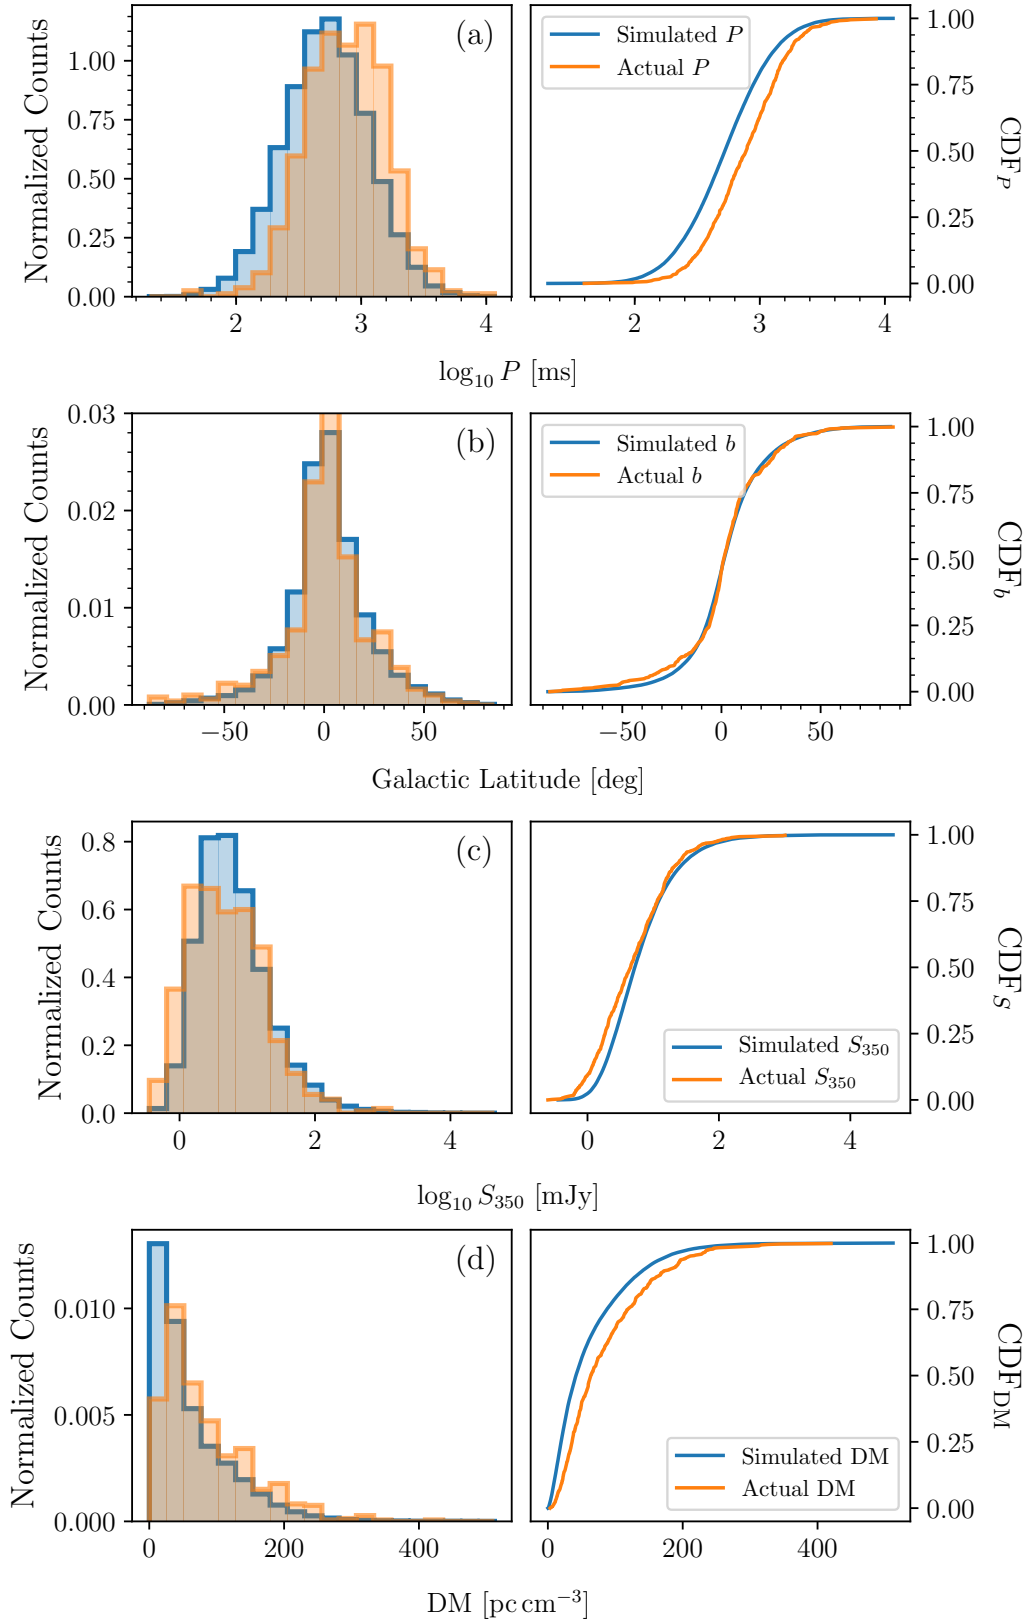 (a)
Normalized Counts
1.00
0.75
0.50
0.25
0.00
2
3
4
Simulated P
Actual P
1.00
0.75
0.50
0.25
0.00
CDF_P
2
3
4
log₁₀ P [ms]
(b)
Normalized Counts
0.03
0.02
0.01
0.00
−50
0
50
Simulated b
Actual b
1.00
0.75
0.50
0.25
0.00
CDF_b
−50
0
50
Galactic Latitude [deg]
(c)
Normalized Counts
0.8
0.6
0.4
0.2
0.0
0
2
4
Simulated S₃₅₀
Actual S₃₅₀
1.00
0.75
0.50
0.25
0.00
CDF_S
0
2
4
log₁₀ S₃₅₀ [mJy]
(d)
Normalized Counts
0.010
0.005
0.000
0
200
400
Simulated DM
Actual DM
1.00
0.75
0.50
0.25
0.00
CDF_DM
0
200
400
DM [pc cm⁻³]